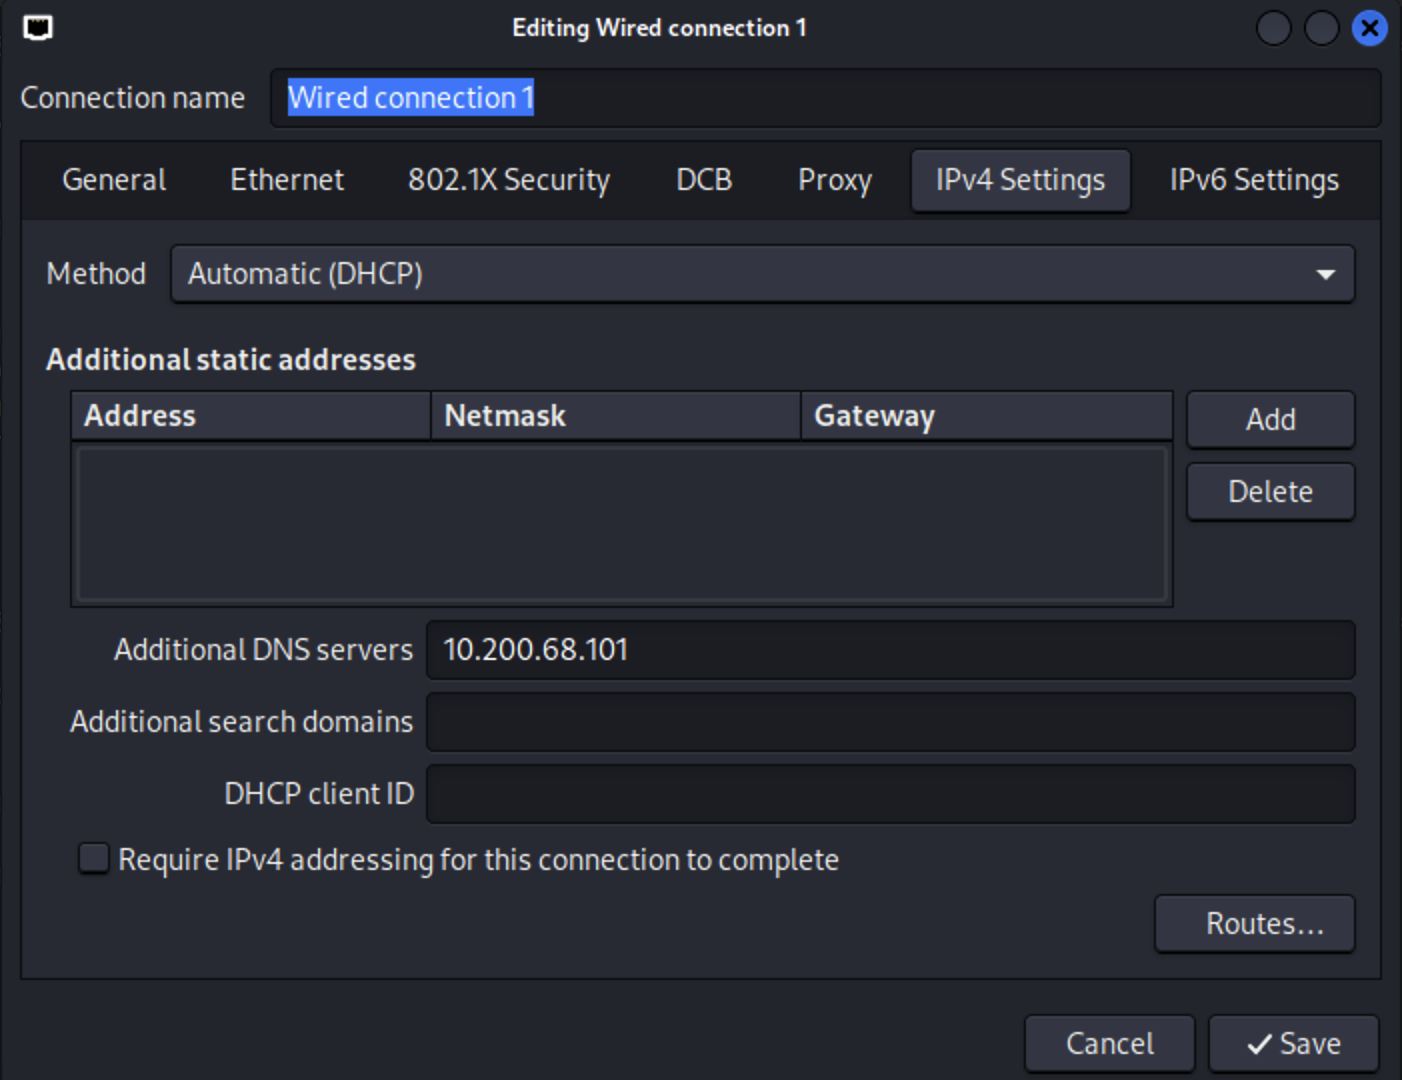 Editing Wired connection 1
Connection name Wired connection 1
General Ethernet 802.1X Security DCB Proxy IPv4 Settings IPv6 Settings
Method Automatic (DHCP)
Additional static addresses
Address Netmask Gateway Add
Delete
Additional DNS servers 10.200.68.101
Additional search domains
DHCP client ID
Require IPv4 addressing for this connection to complete
Routes...
Cancel Save